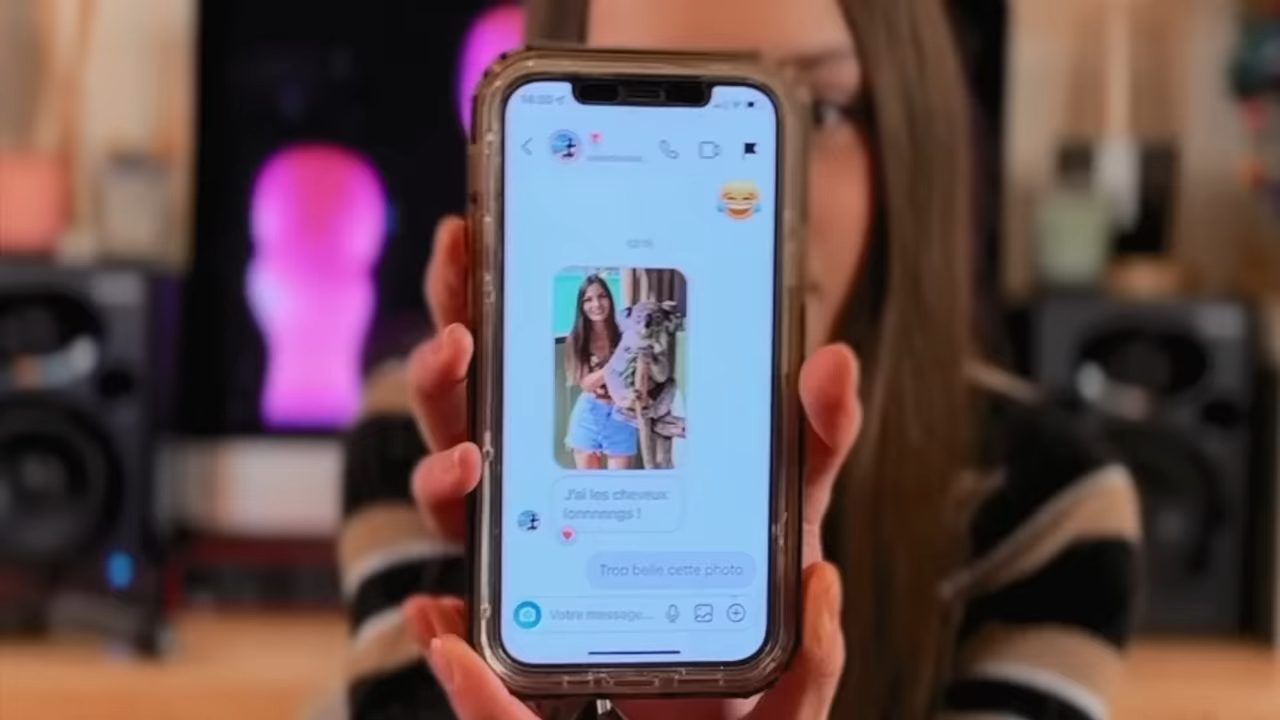 J'ai les cheveux
lonnnnngs !
Trop belle cette photo
Votre message...